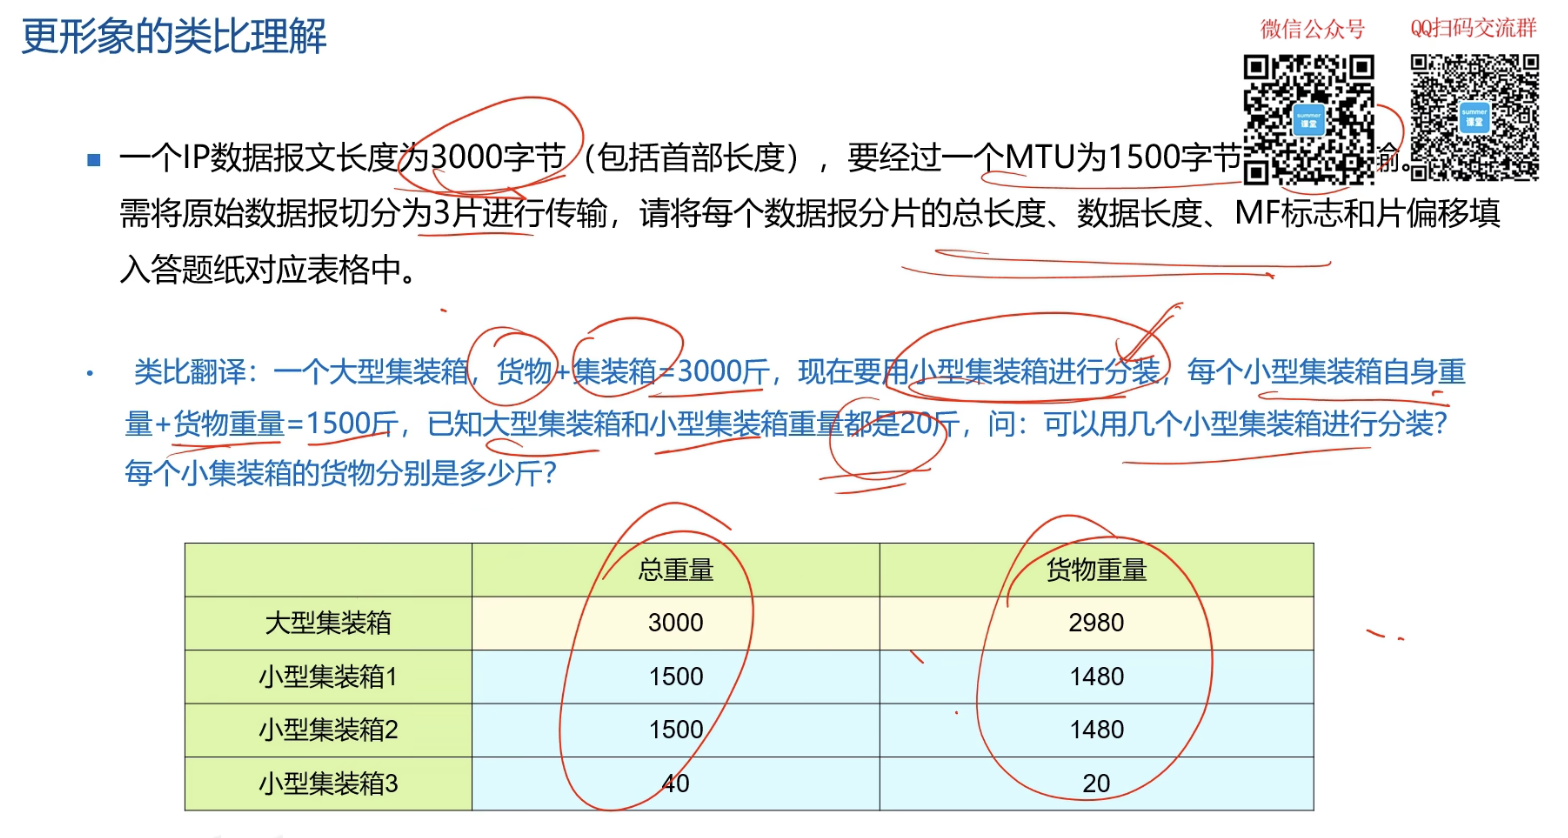 更形象的类比理解
微信公众号
QQ扫码交流群
summer
课堂
summer
课堂
一个IP数据报文长度为3000字节（包括首部长度），要经过一个MTU为1500字节 输。
需将原始数据报切分为3片进行传输，请将每个数据报分片的总长度、数据长度、MF标志和片偏移填
入答题纸对应表格中。
类比翻译：一个大型集装箱，货物+集装箱=3000斤，现在要用小型集装箱进行分装，每个小型集装箱自身重
量+货物重量=1500斤，已知大型集装箱和小型集装箱重量都是20斤，问：可以用几个小型集装箱进行分装？
每个小集装箱的货物分别是多少斤？
总重量 货物重量
大型集装箱 3000 2980
小型集装箱1 1500 1480
小型集装箱2 1500 1480
小型集装箱3 40 20